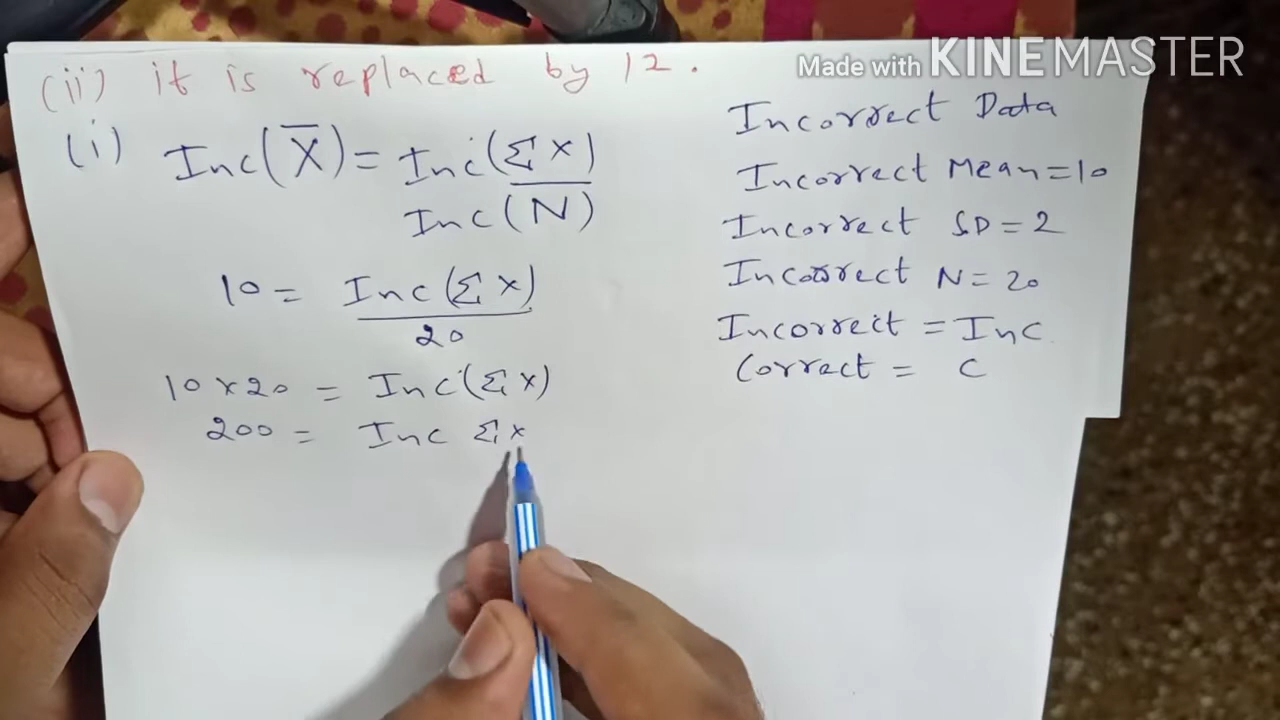 Made with KINEMASTER
(ii) it is replaced by 12.
(i) Inc(X̅) = Inc(Σx)
Inc(N)
10 = Inc(Σx)
20
10 x 20 = Inc(Σx)
200 = Inc Σx
Incorrect Data
Incorrect Mean = 10
Incorrect SD = 2
Incorrect N = 20
Incorrect = Inc.
Correct = C